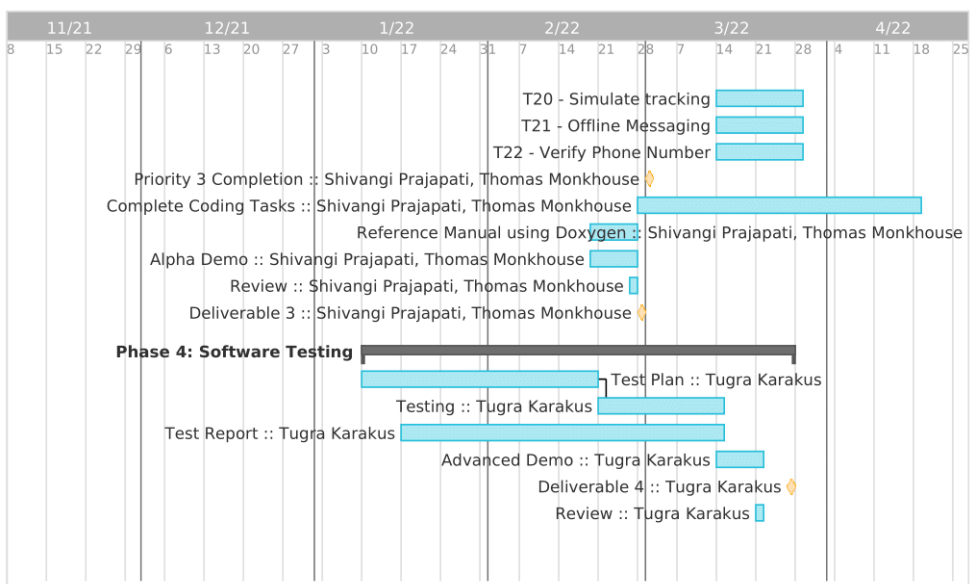 11/21 12/21 1/22 2/22 3/22 4/22
8 15 22 29 6 13 20 27 3 10 17 24 31 7 14 21 28 7 14 21 28 4 11 18 25
T20 - Simulate tracking
T21 - Offline Messaging
T22 - Verify Phone Number
Priority 3 Completion :: Shivangi Prajapati, Thomas Monkhouse
Complete Coding Tasks :: Shivangi Prajapati, Thomas Monkhouse
Reference Manual using Doxygen :: Shivangi Prajapati, Thomas Monkhouse
Alpha Demo :: Shivangi Prajapati, Thomas Monkhouse
Review :: Shivangi Prajapati, Thomas Monkhouse
Deliverable 3 :: Shivangi Prajapati, Thomas Monkhouse
Phase 4: Software Testing
Test Plan :: Tugra Karakus
Testing :: Tugra Karakus
Test Report :: Tugra Karakus
Advanced Demo :: Tugra Karakus
Deliverable 4 :: Tugra Karakus
Review :: Tugra Karakus